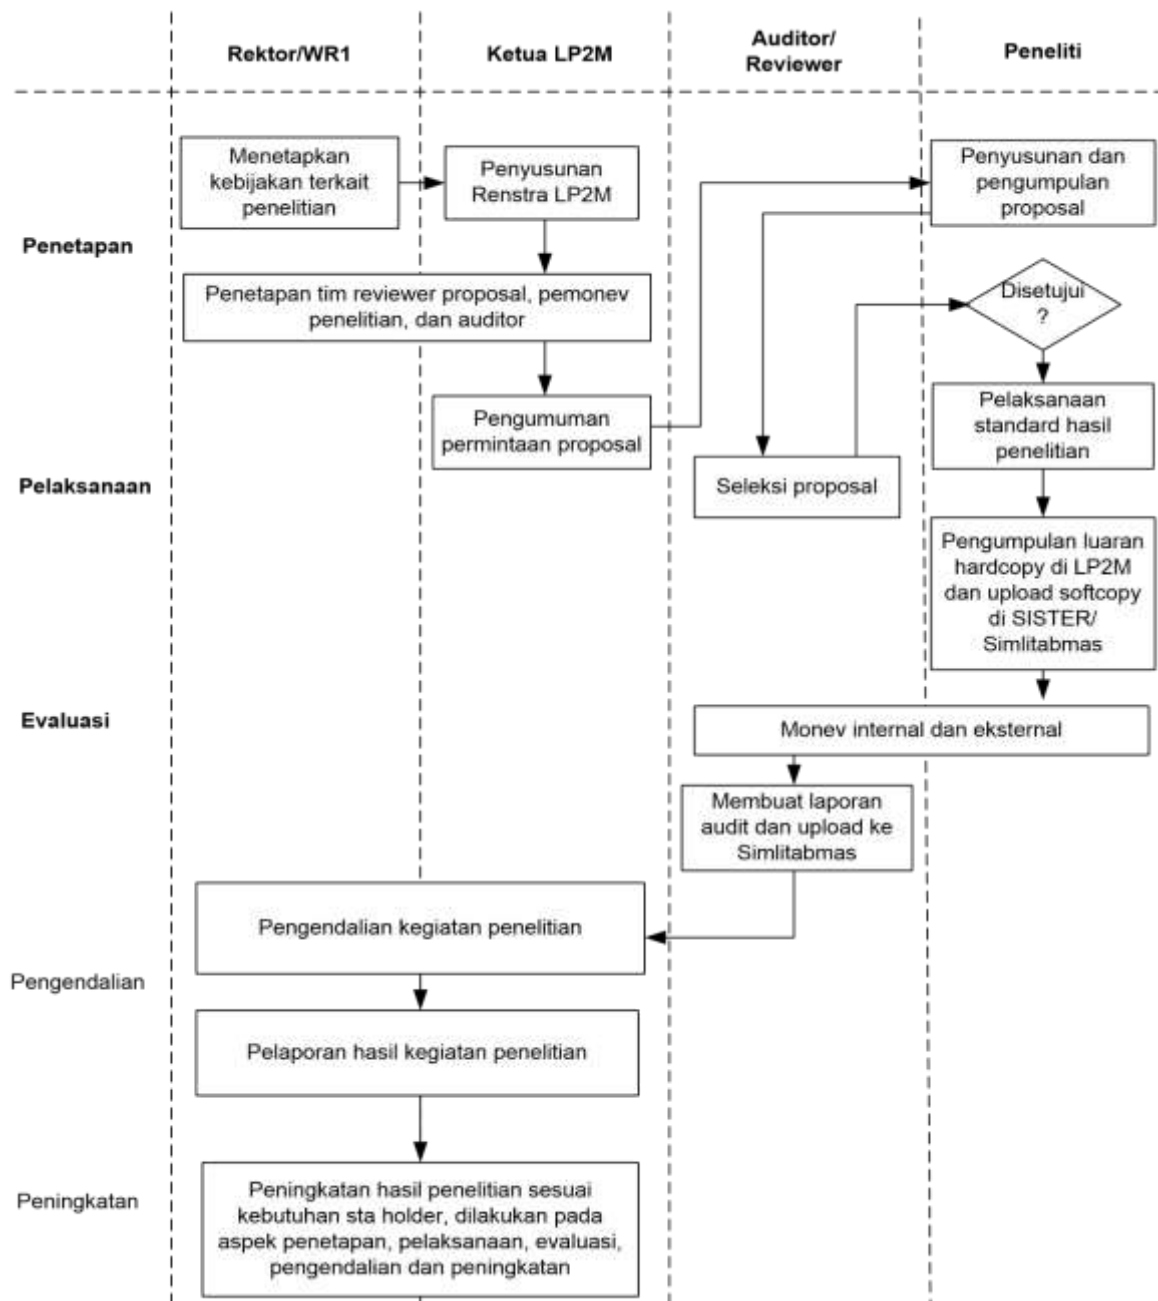 Rektor/WR1
Ketua LP2M
Auditor/
Reviewer
Peneliti
Penetapan
Menetapkan
kebijakan terkait
penelitian
Penyusunan
Renstra LP2M
Penyusunan dan
pengumpulan
proposal
Penetapan tim reviewer proposal, pemonev
penelitian, dan auditor
Disetujui
?
Pengumuman
permintaan proposal
Pelaksanaan
standard hasil
penelitian
Pelaksanaan
Seleksi proposal
Pengumpulan luaran
hardcopy di LP2M
dan upload softcopy
di SISTER/
Simlitabmas
Evaluasi
Monev internal dan eksternal
Membuat laporan
audit dan upload ke
Simlitabmas
Pengendalian kegiatan penelitian
Pengendalian
Pelaporan hasil kegiatan penelitian
Peningkatan
Peningkatan hasil penelitian sesuai
kebutuhan sta holder, dilakukan pada
aspek penetapan, pelaksanaan, evaluasi,
pengendalian dan peningkatan